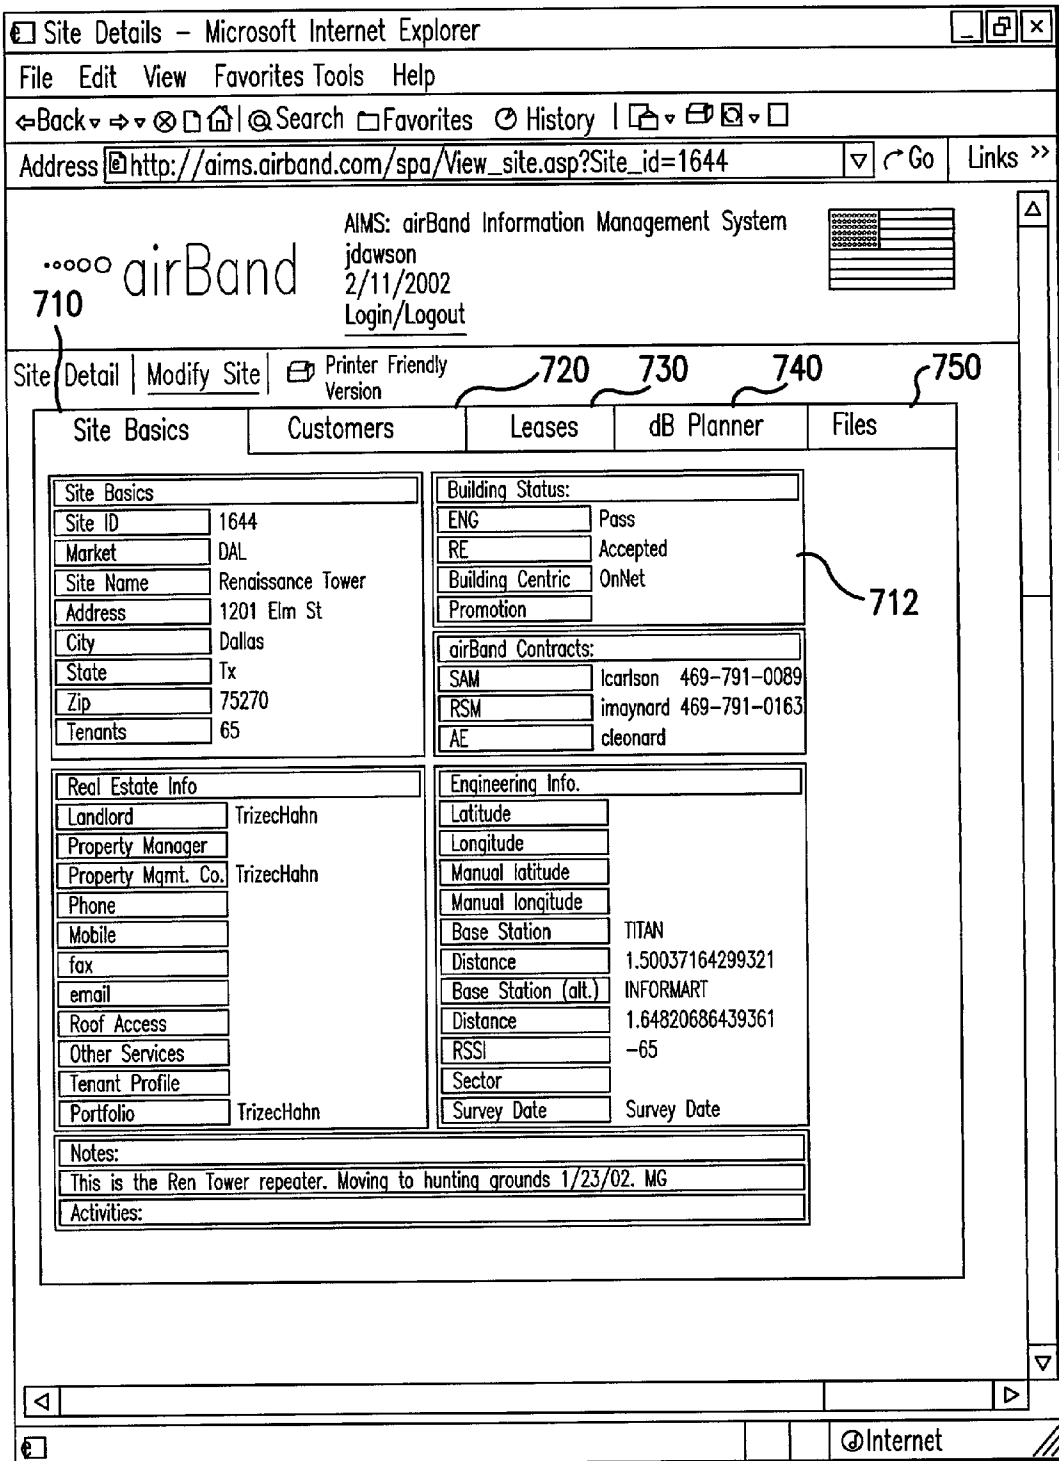 Site Details – Microsoft Internet Explorer
File Edit View Favorites Tools Help
Back Search Favorites History
Address http://aims.airband.com/spa/View_site.asp?Site_id=1644 Go Links >>
airBand
AIMS: airBand Information Management System
jdawson
2/11/2002
Login/Logout
710
Site Detail | Modify Site | Printer Friendly Version
720 730 740 750
Site Basics Customers Leases dB Planner Files
Site Basics
Site ID 1644
Market DAL
Site Name Renaissance Tower
Address 1201 Elm St
City Dallas
State Tx
Zip 75270
Tenants 65
Building Status:
ENG Pass
RE Accepted
Building Centric OnNet
Promotion
712
airBand Contracts:
SAM lcarlson 469-791-0089
RSM imaynard 469-791-0163
AE cleonard
Real Estate Info
Landlord TrizecHahn
Property Manager
Property Mgmt. Co. TrizecHahn
Phone
Mobile
fax
email
Roof Access
Other Services
Tenant Profile
Portfolio TrizecHahn
Engineering Info.
Latitude
Longitude
Manual latitude
Manual longitude
Base Station TITAN
Distance 1.50037164299321
Base Station (alt.) INFORMART
Distance 1.64820686439361
RSSI -65
Sector
Survey Date Survey Date
Notes:
This is the Ren Tower repeater. Moving to hunting grounds 1/23/02. MG
Activities:
Internet